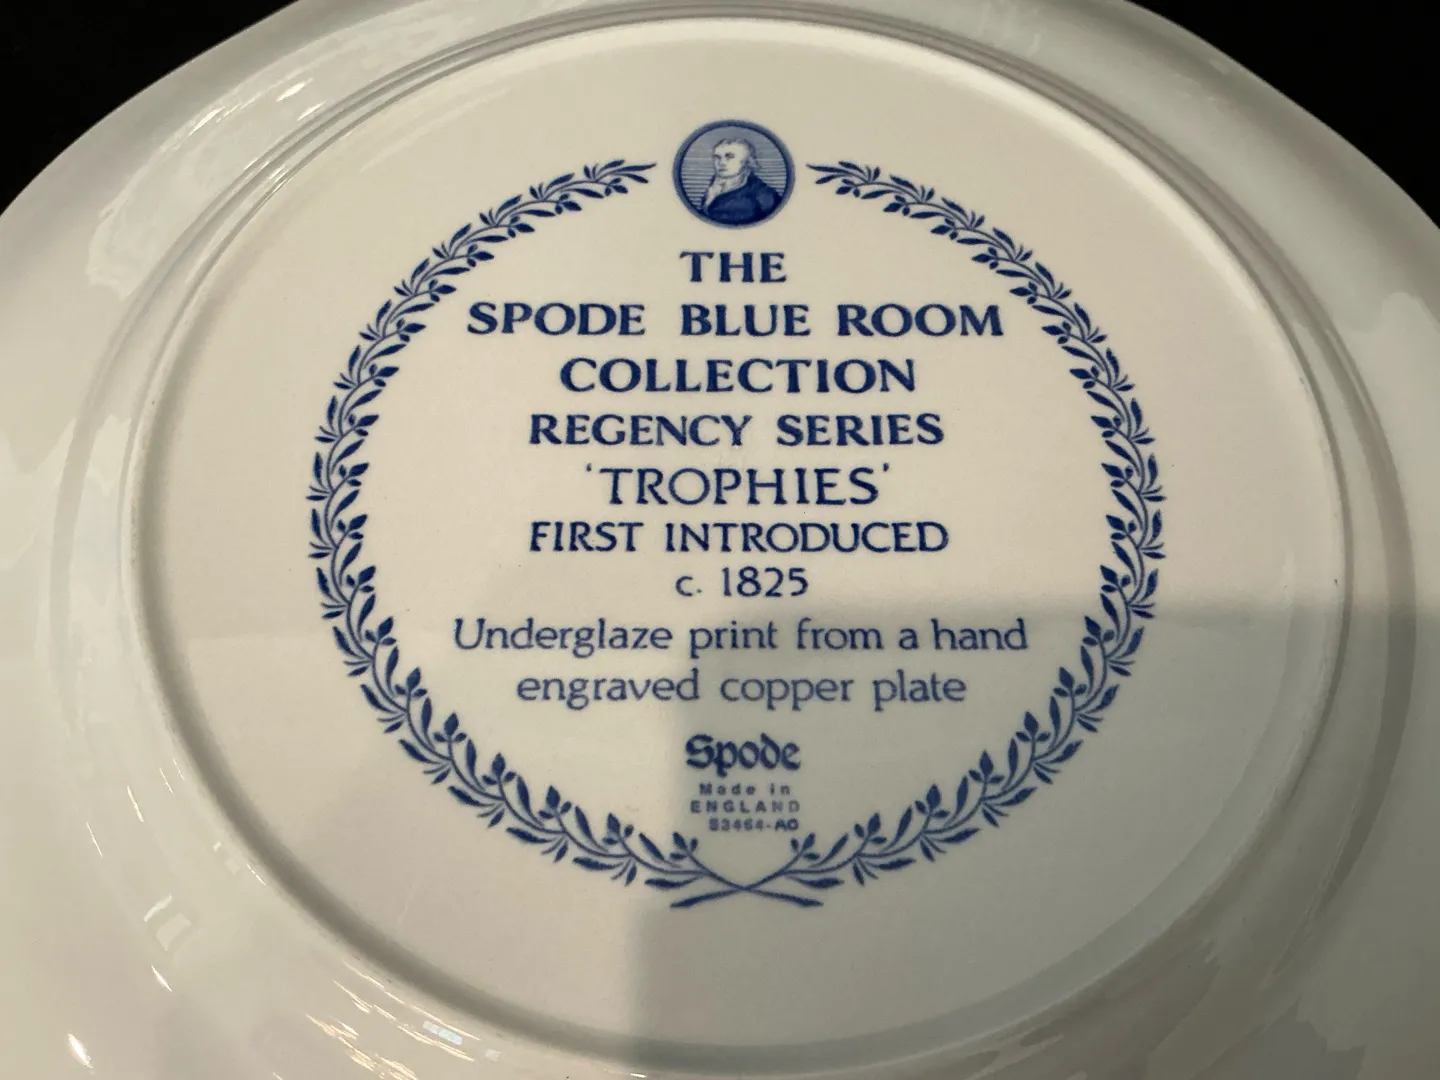 THE
SPODE BLUE ROOM
COLLECTION
REGENCY SERIES
'TROPHIES'
FIRST INTRODUCED
c. 1825
Underglaze print from a hand
engraved copper plate
Spode
Made in
ENGLAND